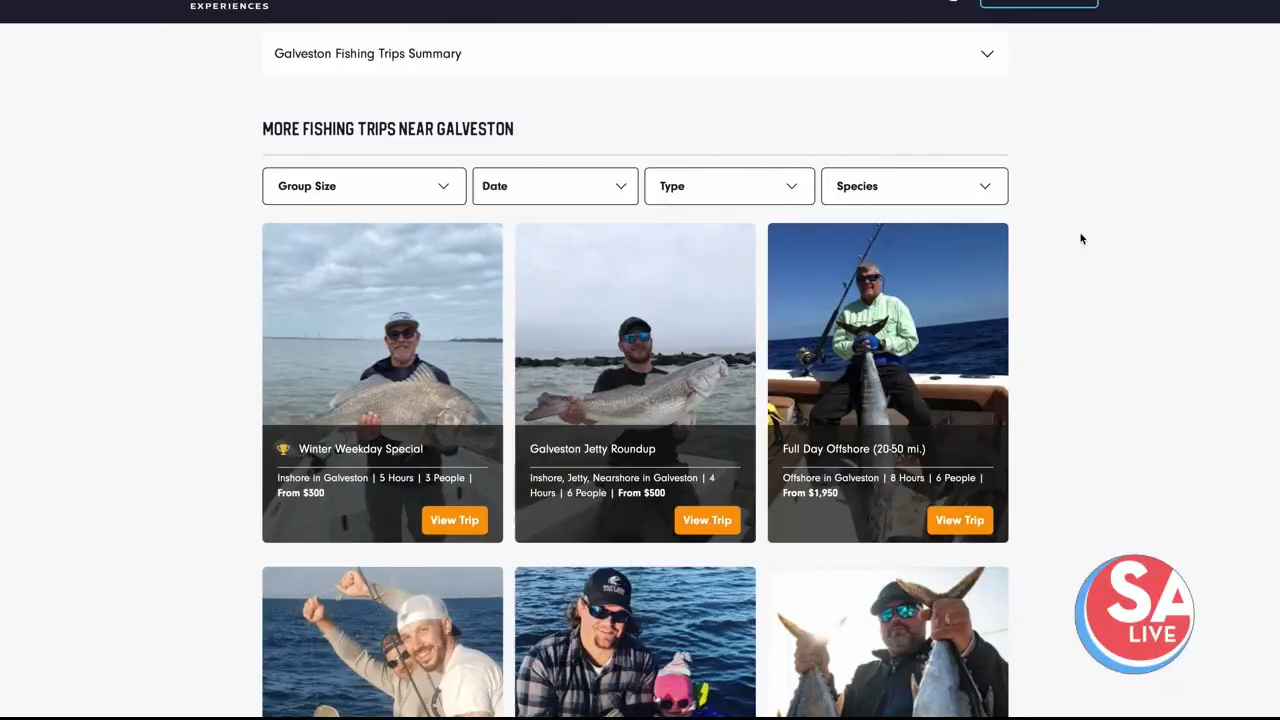 EXPERIENCES
Galveston Fishing Trips Summary
MORE FISHING TRIPS NEAR GALVESTON
Group Size
Date
Type
Species
Winter Weekday Special
Inshore in Galveston | 5 Hours | 3 People |
From $300
View Trip
Galveston Jetty Roundup
Inshore, Jetty, Nearshore in Galveston | 4
Hours | 6 People | From $500
View Trip
Full Day Offshore (20-50 mi.)
Offshore in Galveston | 8 Hours | 6 People |
From $1,950
View Trip
SA
LIVE